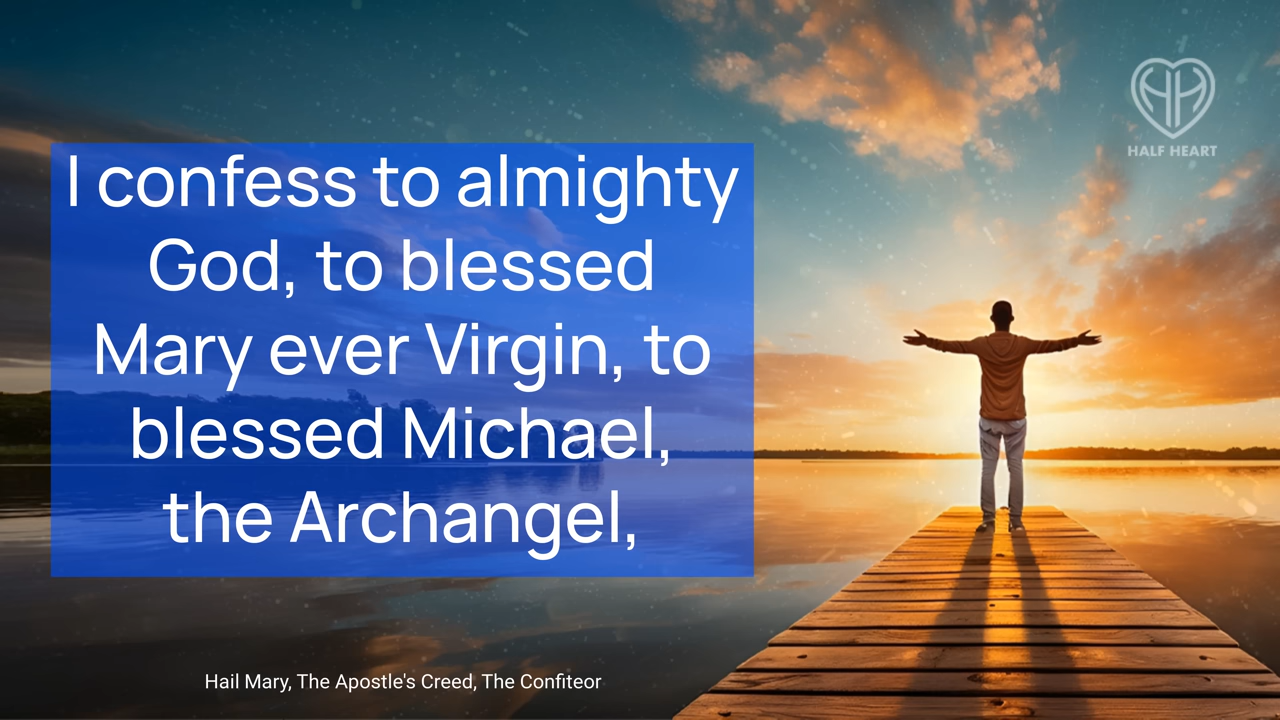 HALF HEART
I confess to almighty
God, to blessed
Mary ever Virgin, to
blessed Michael,
the Archangel,
Hail Mary, The Apostle's Creed, The Confiteor